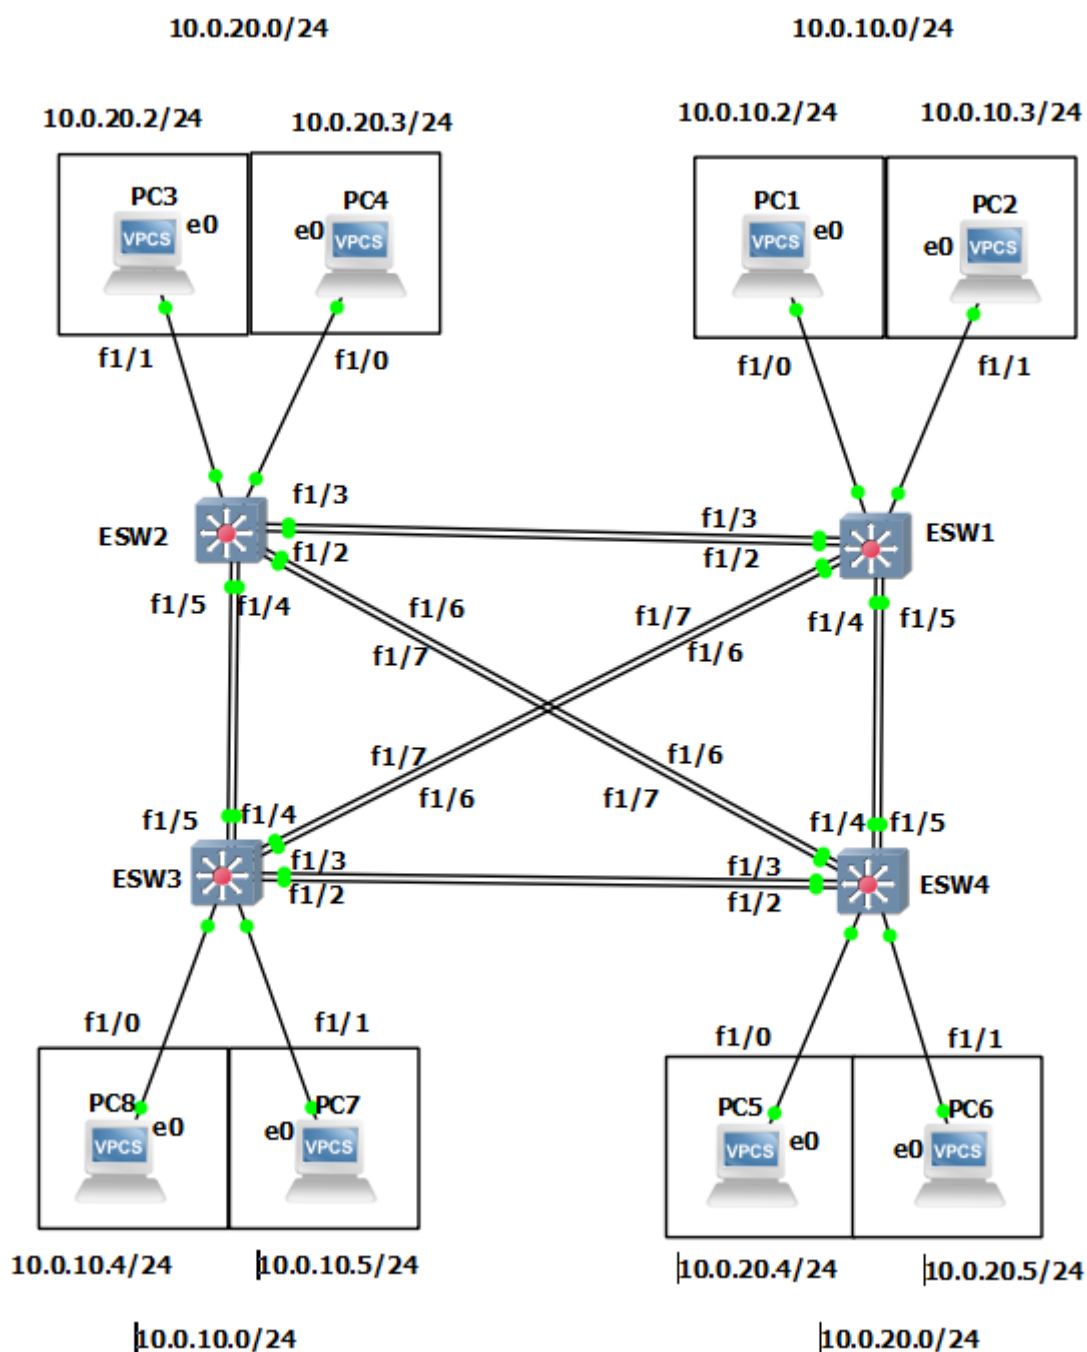 10.0.20.0/24
10.0.10.0/24
10.0.20.2/24
10.0.20.3/24
10.0.10.2/24
10.0.10.3/24
PC3
PC4
PC1
PC2
e0
e0
e0
e0
VPCS
VPCS
VPCS
VPCS
f1/1
f1/0
f1/0
f1/1
f1/3
f1/3
ESW2
ESW1
f1/2
f1/2
f1/5
f1/4
f1/6
f1/7
f1/4
f1/5
f1/7
f1/6
f1/7
f1/6
f1/6
f1/7
f1/5
f1/4
f1/4
f1/5
f1/3
f1/3
ESW3
ESW4
f1/2
f1/2
f1/0
f1/1
f1/0
f1/1
PC8
PC7
PC5
PC6
e0
e0
e0
e0
VPCS
VPCS
VPCS
VPCS
10.0.10.4/24
10.0.10.5/24
10.0.20.4/24
10.0.20.5/24
10.0.10.0/24
10.0.20.0/24